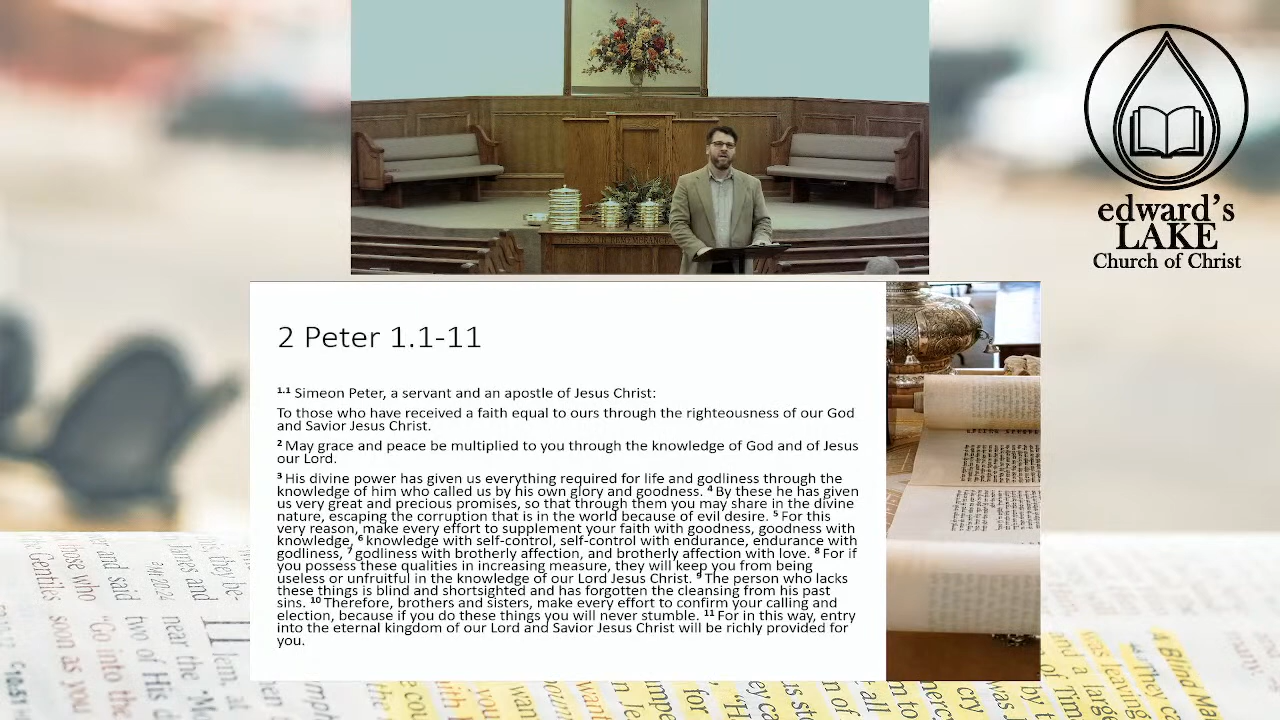 edward's
LAKE
Church of Christ
THIS DO IN REMEMBRANCE
2 Peter 1.1-11
1.1 Simeon Peter, a servant and an apostle of Jesus Christ:
To those who have received a faith equal to ours through the righteousness of our God
and Savior Jesus Christ.
2 May grace and peace be multiplied to you through the knowledge of God and of Jesus
our Lord.
3 His divine power has given us everything required for life and godliness through the
knowledge of him who called us by his own glory and goodness. 4 By these he has given
us very great and precious promises, so that through them you may share in the divine
nature, escaping the corruption that is in the world because of evil desire. 5 For this
very reason, make every effort to supplement your faith with goodness, goodness with
knowledge, 6 knowledge with self-control, self-control with endurance, endurance with
godliness, 7 godliness with brotherly affection, and brotherly affection with love. 8 For if
you possess these qualities in increasing measure, they will keep you from being
useless or unfruitful in the knowledge of our Lord Jesus Christ. 9 The person who lacks
these things is blind and shortsighted and has forgotten the cleansing from his past
sins. 10 Therefore, brothers and sisters, make every effort to confirm your calling and
election, because if you do these things you will never stumble. 11 For in this way, entry
into the eternal kingdom of our Lord and Savior Jesus Christ will be richly provided for
you.